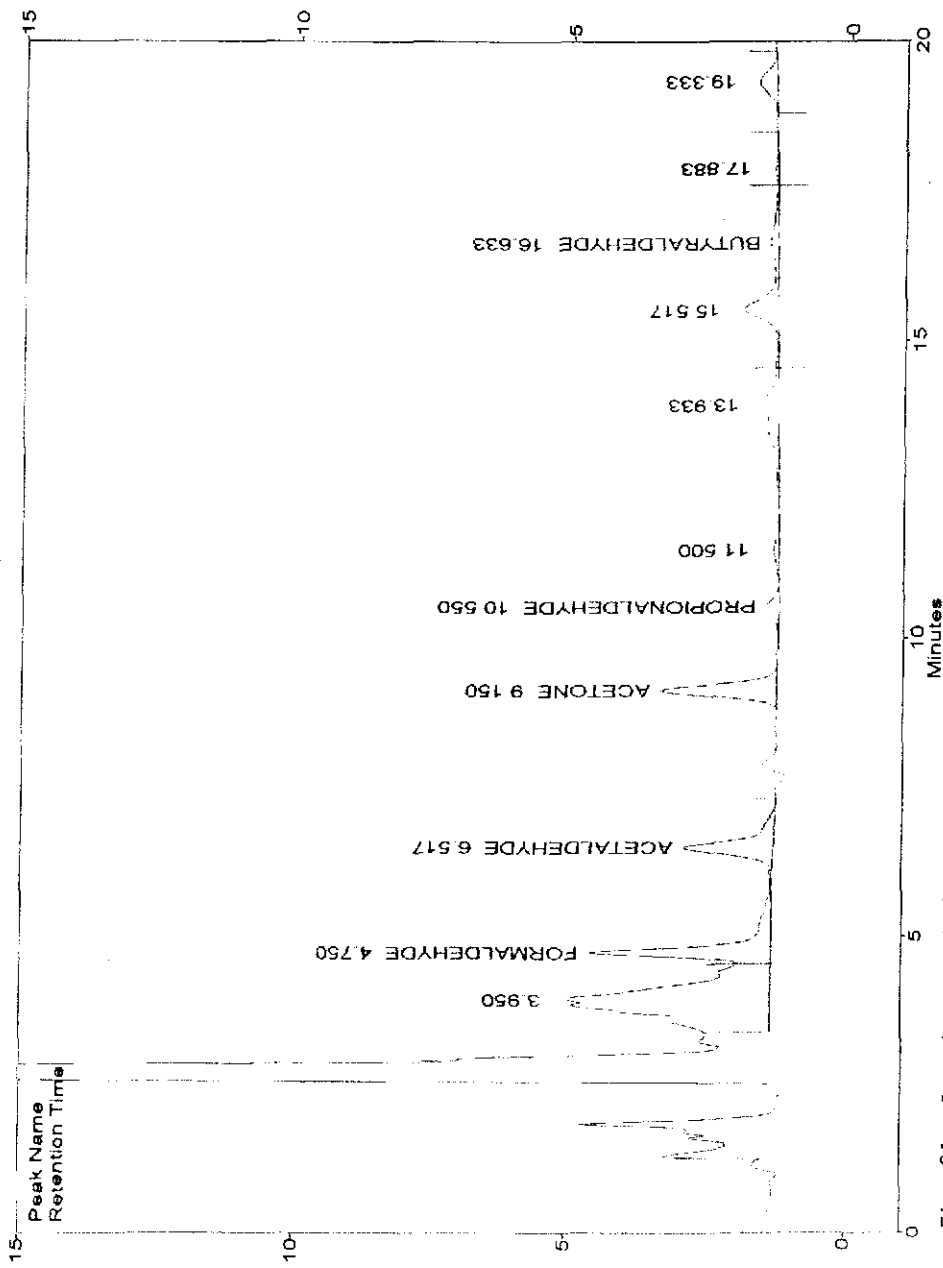 Peak Name
Retention Time
15
10
5
0
3.950
FORMALDEHYDE 4.750
ACETALDEHYDE 6.517
ACETONE 9 150
PROPIONALDEHYDE 10 550
11 500
13 933
15 517
BUTYRALDEHYDE 16.633
17.883
19.333
15
10
5
0
0
5
10
15
20
Minutes